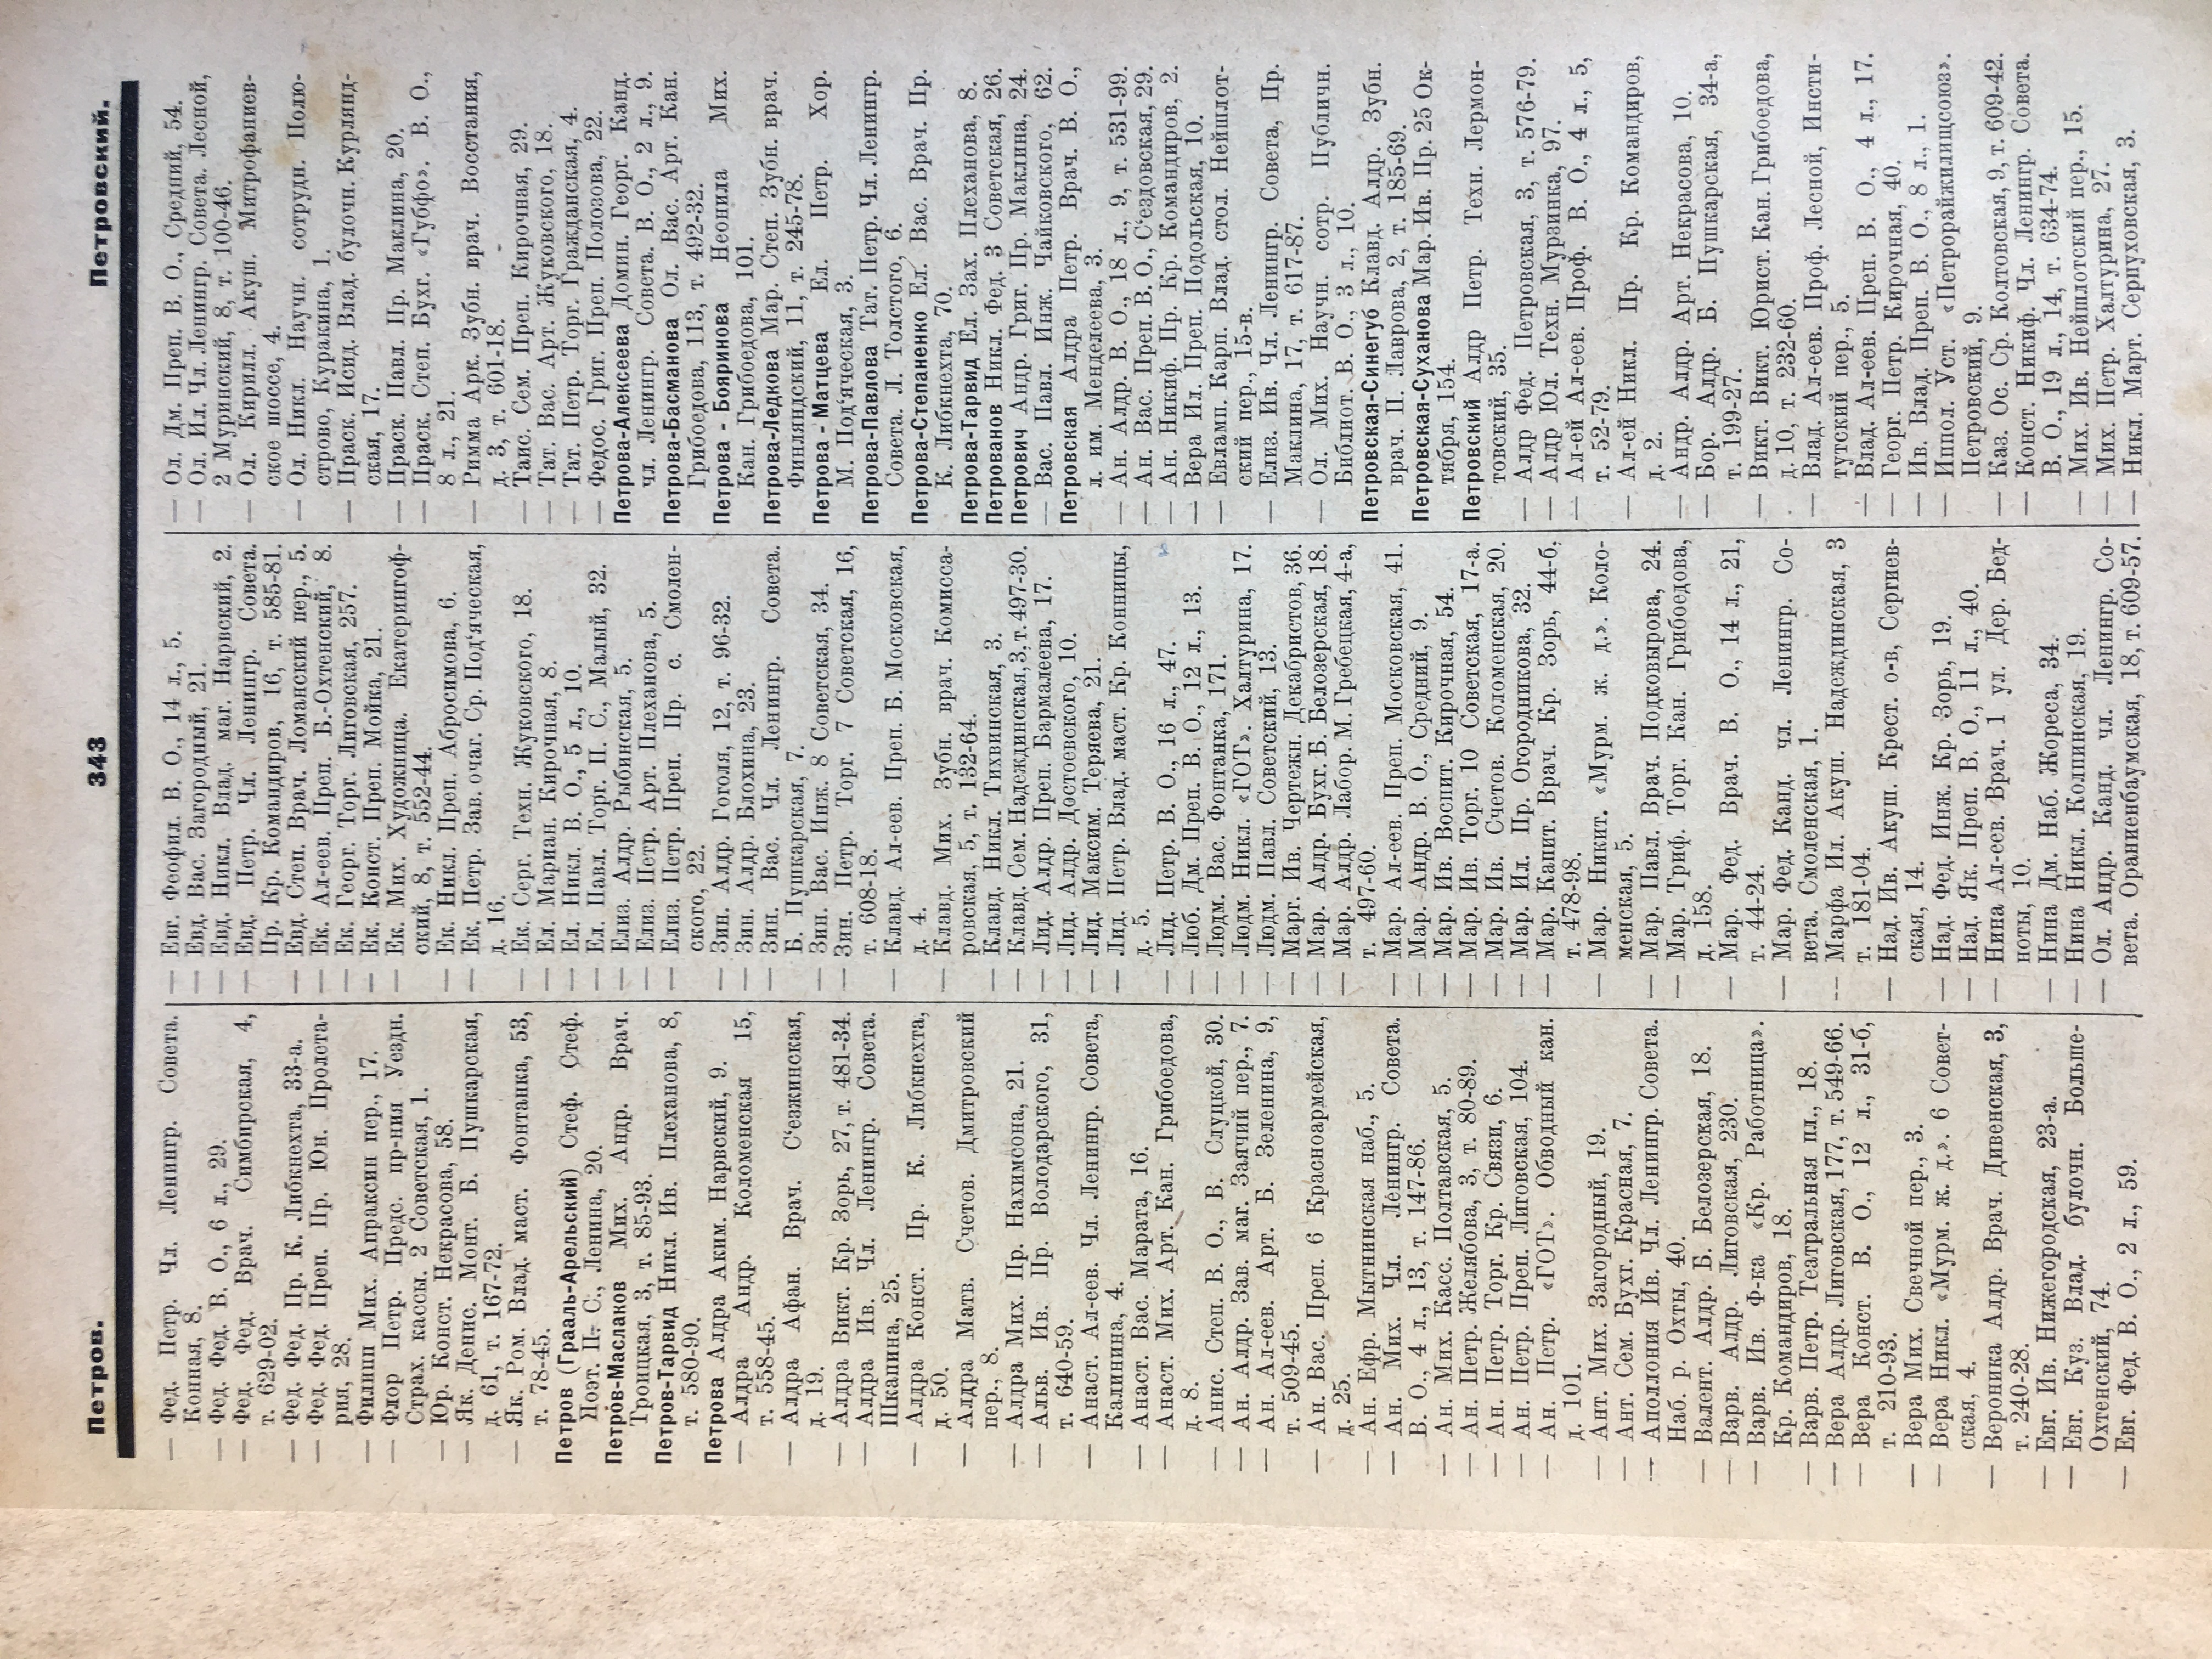 Петров.
343
Петровский.
— Фед. Петр. Чл. Ленингр. Совета.
Конная, 8.
— Фед. Фед. В. О., 6 л., 29.
— Фед. Фед. Врач. Симбирская, 4,
т. 629-02.
— Фед. Фед. Пр. К. Либкнехта, 33-а.
— Фед. Фед. Преп. Пр. Юн. Пролета-
рия, 28.
— Филипп Мих. Апраксин пер., 17.
— Флор Петр. Предс. пр-ния Уездн.
Страх. кассы. 2 Советская, 1.
— Юр. Конст. Некрасова, 58.
— Як. Денис. Монт. Б. Пушкарская,
д. 61, т. 167-72.
— Як. Ром. Влад. маст. Фонтанка, 53,
т. 78-45.
Петров (Грааль-Арельский) Стеф. Стеф.
Поэт. П. С., Ленина, 20.
Петров-Маслаков Мих. Андр. Врач.
Троицкая, 3, т. 85-93.
Петров-Тарвид Никл. Ив. Плеханова, 8,
т. 580-90.
Петрова Алдра Аким. Нарвский, 9.
— Алдра Андр. Коломенская 15,
т. 558-45.
— Алдра Афан. Врач. С‘езжинская,
д. 19.
— Алдра Викт. Кр. Зорь, 27, т. 481-34.
— Алдра Ив. Чл. Ленингр. Совета.
Шкапина, 25.
— Алдра Конст. Пр. К. Либкнехта,
д. 50.
— Алдра Матв. Счетов. Дмитровский
пер., 8.
— Алдра Мих. Пр. Нахимсона, 21.
— Альв. Ив. Пр. Володарского, 31,
т. 640-59.
— Анаст. Ал-еев. Чл. Ленингр. Совета,
Калинина, 4.
— Анаст. Вас. Марата, 16.
— Анаст. Мих. Арт. Кан. Грибоедова,
д. 8.
— Анис. Степ. В. О., В. Слуцкой, 30.
— Ан. Алдр. Зав. маг. Заячий пер., 7.
— Ан. Ал-еев. Арт. Б. Зеленина, 9,
т. 509-45.
— Ан. Вас. Преп. 6 Красноармейская,
д. 25.
— Ан. Ефр. Мытнинская наб., 5.
— Ан. Мих. Чл. Ленингр. Совета.
В. О., 4 л., 13, т. 147-86.
— Ан. Мих. Касс. Полтавская, 5.
— Ан. Петр. Желябова, 3, т. 80-89.
— Ан. Петр. Торг. Кр. Связи, 6.
— Ан. Петр. Преп. Лиговская, 104.
— Ан. Петр. «ГОТ». Обводный кан.
д. 101.
— Ант. Мих. Загородный, 19.
— Ант. Сем. Бухг. Красная, 7.
— Аполлония Ив. Чл. Ленингр. Совета.
Наб. р. Охты, 40.
— Валент. Алдр. Б. Белозерская, 18.
— Варв. Алдр. Лиговская, 230.
— Варв. Ив. Ф-ка «Кр. Работница».
Кр. Командиров, 18.
— Варв. Петр. Театральная пл., 18.
— Вера Алдр. Лиговская, 177, т. 549-66.
— Вера Конст. В. О., 12 л., 31-б,
т. 210-93.
— Вера Мих. Свечной пер., 3.
— Вера Никл. «Мурм. ж. д.». 6 Совет-
ская, 4.
— Вероника Алдр. Врач. Дивенская, 3,
т. 240-28.
— Евг. Ив. Нижегородская, 23-а.
— Евг. Куз. Влад. булочн. Больше-
Охтенский, 74.
— Евг. Фед. В. О., 2 л., 59.
— Евг. Феофил. В. О., 14 л., 5.
— Евд. Вас. Загородный, 21.
— Евд. Никл. Влад. маг. Нарвский, 2.
— Евд. Петр. Чл. Ленингр. Совета.
Пр. Кр. Командиров, 16, т. 585-81.
— Евд. Степ. Врач. Ломанский пер., 5.
— Ек. Ал-еев. Преп. Б.-Охтенский, 8.
— Ек. Георг. Торг. Лиговская, 257.
— Ек. Конст. Преп. Мойка, 21.
— Ек. Мих. Художница. Екатерингоф-
ский, 8, т. 552-44.
— Ек. Никл. Преп. Абросимова, 6.
— Ек. Петр. Зав. очаг. Ср. Под‘яческая,
д. 16.
— Ек. Серг. Техн. Жуковского, 18.
— Ел. Мариан. Кирочная, 8.
— Ел. Никл. В. О., 5 л., 10.
— Ел. Павл. Торг. П. С., Малый, 32.
— Елиз. Алдр. Рыбинская, 5.
— Елиз. Петр. Арт. Плеханова, 5.
— Елиз. Петр. Преп. Пр. с. Смолен-
ского, 22.
— Зин. Алдр. Гоголя, 12, т. 96-32.
— Зин. Алдр. Блохина, 23.
— Зин. Вас. Чл. Ленингр. Совета.
Б. Пушкарская, 7.
— Зин. Вас. Инж. 8 Советская, 34.
— Зин. Петр. Торг. 7 Советская, 16,
т. 608-18.
— Клавд. Ал-еев. Преп. Б. Московская,
д. 4.
— Клавд. Мих. Зубн. врач. Комисса-
ровская, 5, т. 132-64.
— Клавд. Никл. Тихвинская, 3.
— Клавд. Сем. Надеждинская, 3, т. 497-30.
— Лид. Алдр. Преп. Бармалеева, 17.
— Лид. Алдр. Достоевского, 10.
— Лид. Максим. Теряева, 21.
— Лид. Петр. Влад. маст. Кр. Конницы,
д. 5.
— Лид. Петр. В. О., 16 л., 47.
— Люб. Дм. Преп. В. О., 12 л., 13.
— Людм. Вас. Фонтанка, 171.
— Людм. Никл. «ГОТ». Халтурина, 17.
— Людм. Павл. Советский, 13.
— Марг. Ив. Чертежн. Декабристов, 36.
— Мар. Алдр. Бухг. Б. Белозерская, 18.
— Мар. Алдр. Лабор. М. Гребецкая, 4-а,
т. 497-60.
— Мар. Ал-еев. Преп. Московская, 41.
— Мар. Андр. В. О., Средний, 9.
— Мар. Ив. Воспит. Кирочная, 54.
— Мар. Ив. Торг. 10 Советская, 17-а.
— Мар. Ив. Счетов. Коломенская, 20.
— Мар. Ил. Пр. Огородникова, 32.
— Мар. Капит. Врач. Кр. Зорь, 44-б,
т. 478-98.
— Мар. Никит. «Мурм. ж. д.». Коло-
менская, 5.
— Мар. Павл. Врач. Подковырова, 24.
— Мар. Триф. Торг. Кан. Грибоедова,
д. 158.
— Мар. Фед. Врач. В. О., 14 л., 21,
т. 44-24.
— Мар. Фед. Канд. чл. Ленингр. Со-
вета. Смоленская, 1.
— Марфа Ил. Акуш. Надеждинская, 3
т. 181-04.
— Над. Ив. Акуш. Крест. о-в, Сергиев-
ская, 14.
— Над. Фед. Инж. Кр. Зорь, 19.
— Над. Як. Преп. В. О., 11 л., 40.
— Нина Ал-еев. Врач. 1 ул. Дер. Бед-
ноты, 10.
— Нина Дм. Наб. Жореса, 34.
— Нина Никл. Колпинская, 19.
— Ол. Андр. Канд. чл. Ленингр. Со-
вета. Ораниенбаумская, 18, т. 609-57.
— Ол. Дм. Преп. В. О., Средний, 54.
— Ол. Ил. Чл. Ленингр. Совета. Лесной,
2 Муринский, 8, т. 100-46.
— Ол. Кирилл. Акуш. Митрофаниев-
ское шоссе, 4.
— Ол. Никл. Научн. сотрудн. Полю-
строво, Куракина, 1.
— Праск. Исид. Влад. булочн. Курлянд-
ская, 17.
— Праск. Павл. Пр. Маклина, 20.
— Праск. Степ. Бухг. «Губфо». В. О.,
8 л., 21.
— Римма Арк. Зубн. врач. Восстания,
д. 3, т. 601-18.
— Таис. Сем. Преп. Кирочная, 29.
— Тат. Вас. Арт. Жуковского, 18.
— Тат. Петр. Торг. Гражданская, 4.
— Федос. Григ. Преп. Полозова, 22.
Петрова-Алексеева Домин. Георг. Канд.
чл. Ленингр. Совета. В. О., 2 л., 9.
Петрова-Басманова Ол. Вас. Арт. Кан.
Грибоедова, 113, т. 492-32.
Петрова - Бояринова Неонила Мих.
Кан. Грибоедова, 101.
Петрова-Ледкова Мар. Степ. Зубн. врач.
Финляндский, 11, т. 245-78.
Петрова - Матцева Ел. Петр. Хор.
М. Под‘яческая, 3.
Петрова-Павлова Тат. Петр. Чл. Ленингр.
Совета. Л. Толстого, 6.
Петрова-Степаненко Ел. Вас. Врач. Пр.
К. Либкнехта, 70.
Петрова-Тарвид Ел. Зах. Плеханова, 8.
Петрованов Никл. Фед. 3 Советская, 26.
Петрович Андр. Григ. Пр. Маклина, 24.
— Вас. Павл. Инж. Чайковского, 62.
Петровская Алдра Петр. Врач. В. О.,
л. им. Менделеева, 3.
— Ан. Алдр. В. О., 18 л., 9, т. 531-99.
— Ан. Вас. Преп. В. О., С‘ездовская, 29.
— Ан. Никиф. Пр. Кр. Командиров, 2.
— Вера Ил. Преп. Подольская, 10.
— Евламп. Карп. Влад. стол. Нейшлот-
ский пер., 15-в.
— Елиз. Ив. Чл. Ленингр. Совета, Пр.
Маклина, 17, т. 617-87.
— Ол. Мих. Научн. сотр. Публичн.
Библиот. В. О., 3 л., 10.
Петровская-Синегуб Клавд. Алдр. Зубн.
врач. П. Лаврова, 2, т. 185-69.
Петровская-Суханова Мар. Ив. Пр. 25 Ок-
тября, 154.
Петровский Алдр Петр. Техн. Лермон-
товский, 35.
— Алдр Фед. Петровская, 3, т. 576-79.
— Алдр Юл. Техн. Мурзинка, 97.
— Ал-ей Ал-еев. Проф. В. О., 4 л., 5,
т. 52-79.
— Ал-ей Никл. Пр. Кр. Командиров,
д. 2.
— Андр. Алдр. Арт. Некрасова, 10.
— Бор. Алдр. Б. Пушкарская, 34-а,
т. 199-27.
— Викт. Викт. Юрист. Кан. Грибоедова,
д. 10, т. 232-60.
— Влад. Ал-еев. Проф. Лесной, Инсти-
тутский пер., 5.
— Влад. Ал-еев. Преп. В. О., 4 л., 17.
— Георг. Петр. Кирочная, 40.
— Ив. Влад. Преп. В. О., 8 л., 1.
— Иппол. Уст. «Петрорайжилищсоюз».
Петровский, 9.
— Каз. Ос. Ср. Колтовская, 9, т. 609-42.
— Конст. Никиф. Чл. Ленингр. Совета.
В. О., 19 л., 14, т. 634-74.
— Мих. Ив. Нейшлотский пер., 15.
— Мих. Петр. Халтурина, 27.
— Никл. Март. Серпуховская, 3.